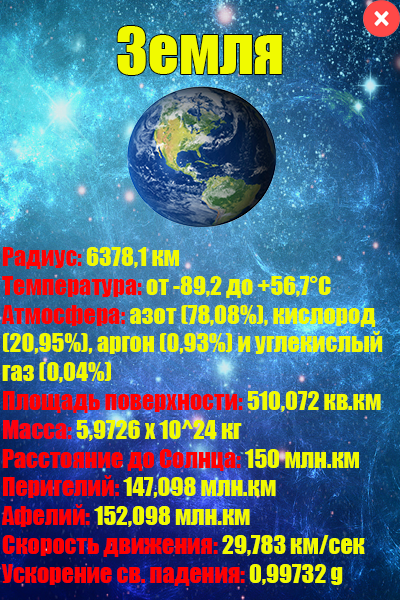 Земля
Радиус: 6378,1 км
Температура: от -89,2 до +56,7°C
Атмосфера: азот (78,08%), кислород
(20,95%), аргон (0,93%) и углекислый
газ (0,04%)
Площадь поверхности: 510,072 кв.км
Масса: 5,9726 х 10^24 кг
Расстояние до Солнца: 150 млн.км
Перигелий: 147,098 млн.км
Афелий: 152,098 млн.км
Скорость движения: 29,783 км/сек
Ускорение св. падения: 0,99732 g